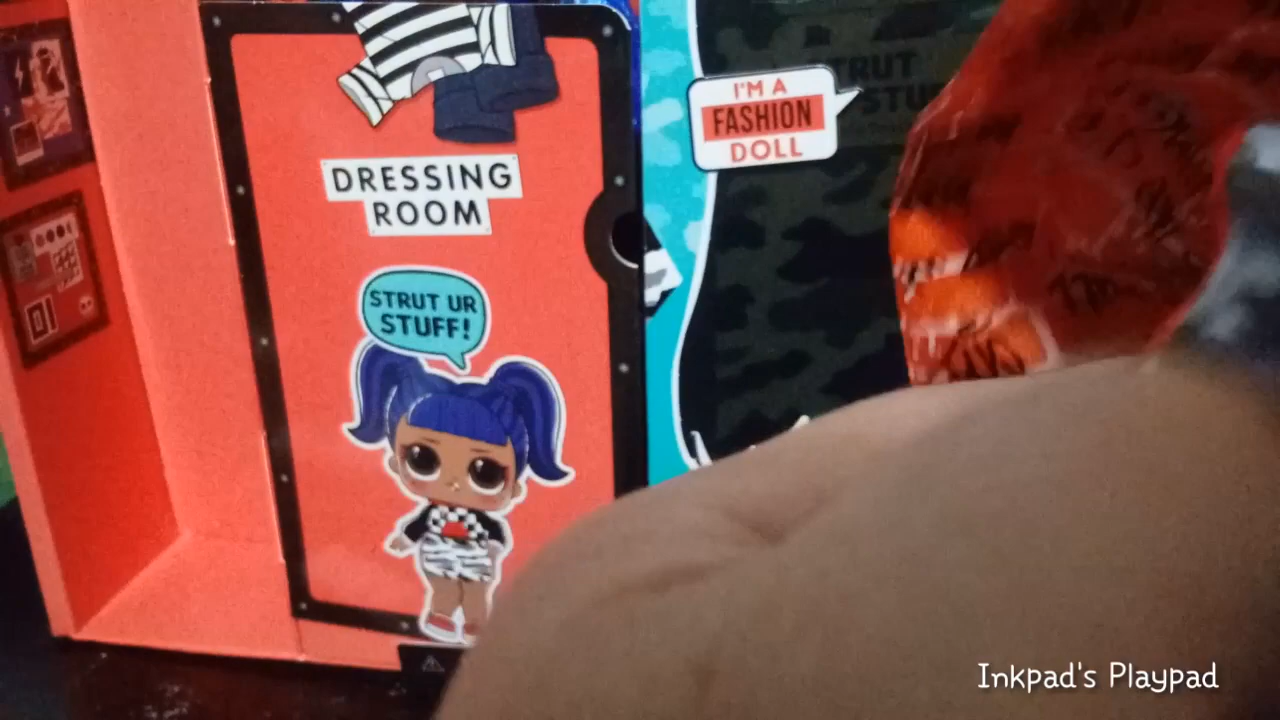 I'M A
FASHION
DOLL
DRESSING
ROOM
STRUT UR
STUFF!
Inkpad's Playpad